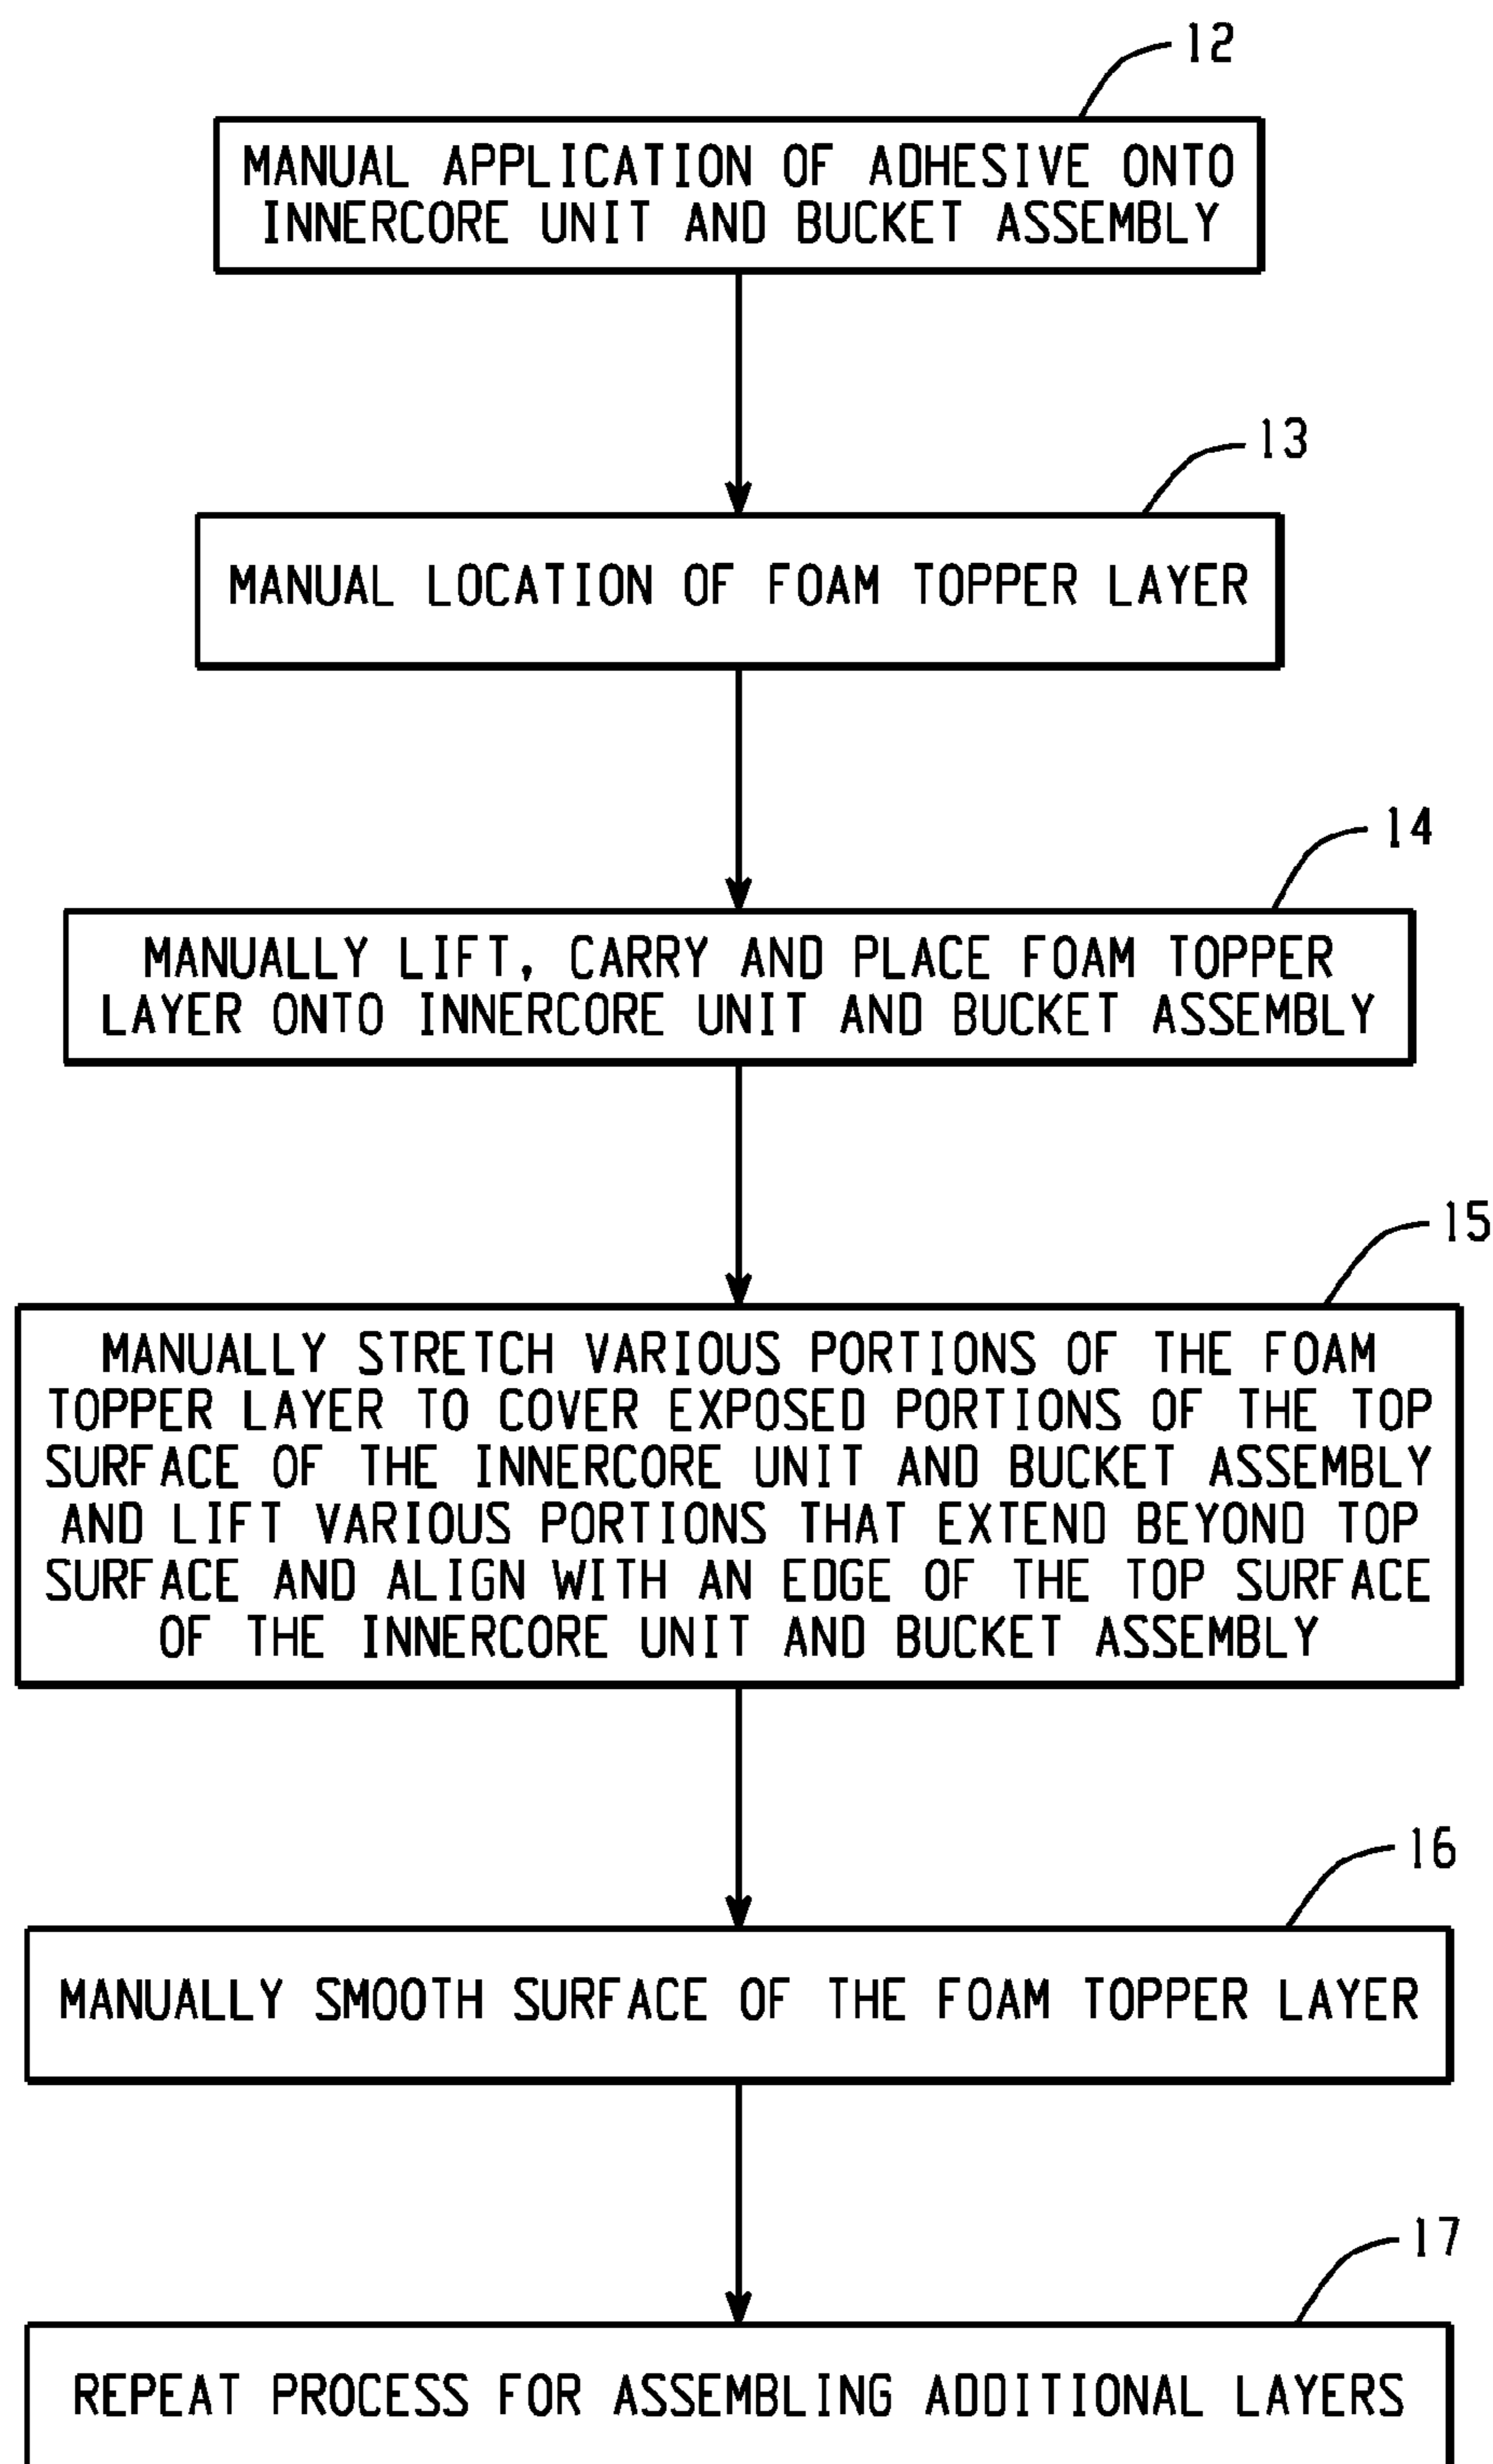 12
MANUAL APPLICATION OF ADHESIVE ONTO
INNERCORE UNIT AND BUCKET ASSEMBLY
13
MANUAL LOCATION OF FOAM TOPPER LAYER
14
MANUALLY LIFT, CARRY AND PLACE FOAM TOPPER
LAYER ONTO INNERCORE UNIT AND BUCKET ASSEMBLY
15
MANUALLY STRETCH VARIOUS PORTIONS OF THE FOAM
TOPPER LAYER TO COVER EXPOSED PORTIONS OF THE TOP
SURFACE OF THE INNERCORE UNIT AND BUCKET ASSEMBLY
AND LIFT VARIOUS PORTIONS THAT EXTEND BEYOND TOP
SURFACE AND ALIGN WITH AN EDGE OF THE TOP SURFACE
OF THE INNERCORE UNIT AND BUCKET ASSEMBLY
16
MANUALLY SMOOTH SURFACE OF THE FOAM TOPPER LAYER
17
REPEAT PROCESS FOR ASSEMBLING ADDITIONAL LAYERS